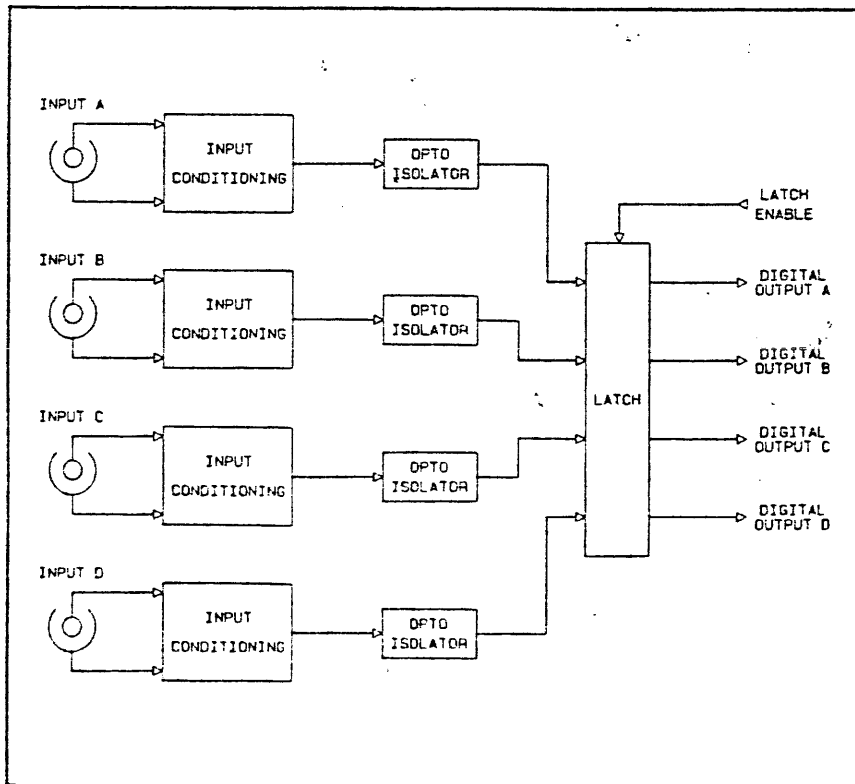 INPUT A
INPUT
CONDITIONING
OPTO
ISOLATOR
LATCH
ENABLE
INPUT B
INPUT
CONDITIONING
OPTO
ISOLATOR
DIGITAL
OUTPUT A
DIGITAL
OUTPUT B
LATCH
INPUT C
INPUT
CONDITIONING
OPTO
ISOLATOR
DIGITAL
OUTPUT C
DIGITAL
OUTPUT D
INPUT D
INPUT
CONDITIONING
OPTO
ISOLATOR